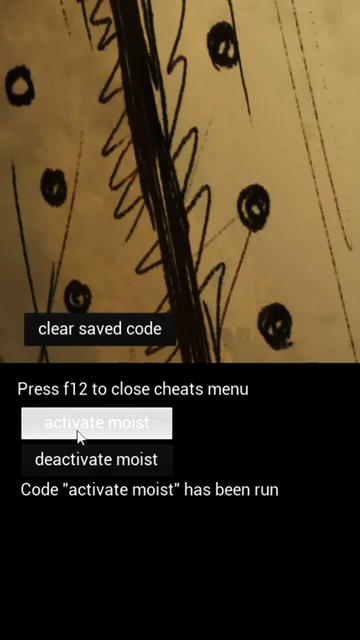 clear saved code
Press f12 to close cheats menu
activate moist
deactivate moist
Code "activate moist" has been run